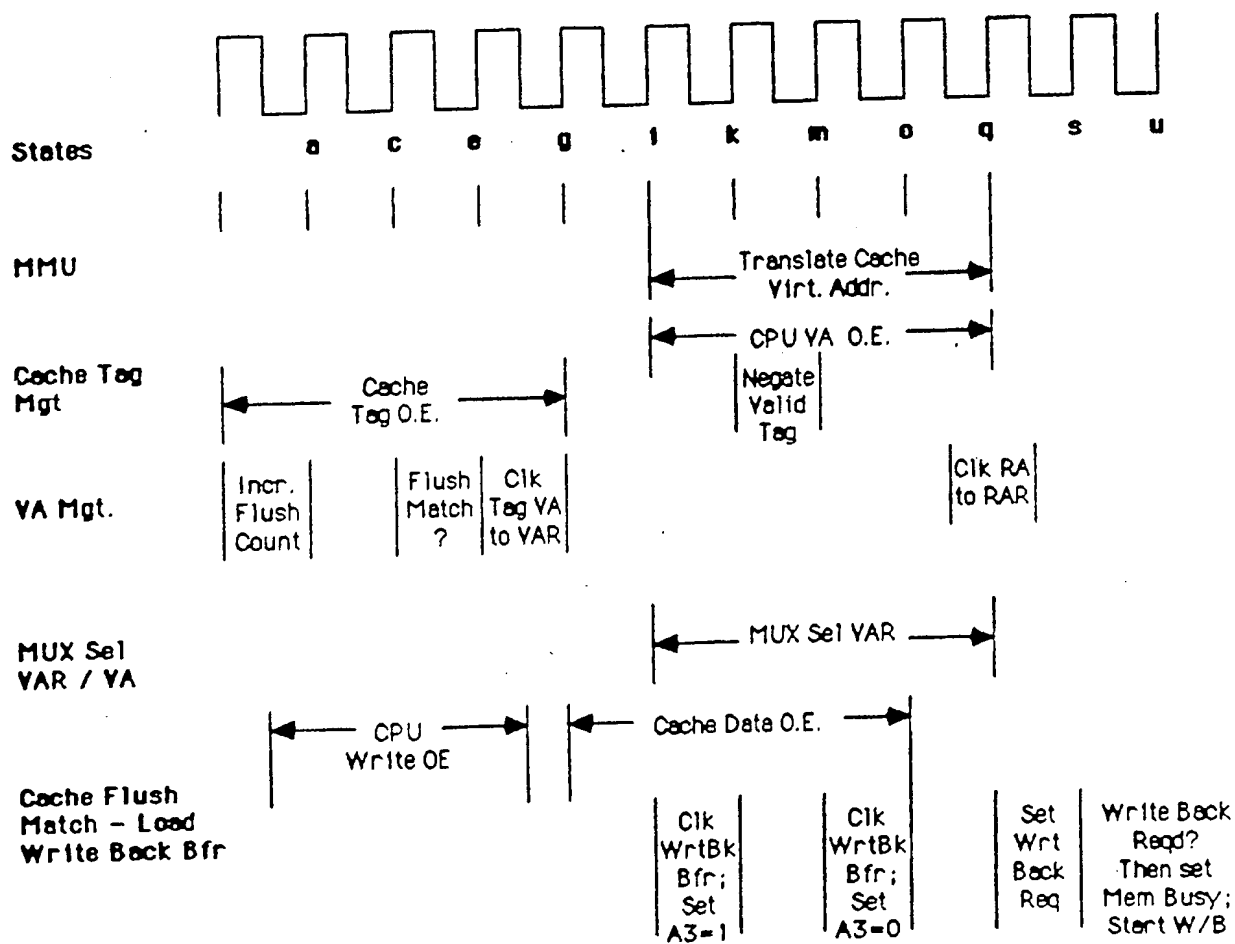 States
a c e g i k m o q s u
MMU
Translate Cache
Virt. Addr.
CPU VA O.E.
Cache Tag
Mgt
Cache
Tag O.E.
Negate
Valid
Tag
VA Mgt.
Incr.
Flush
Count
Flush
Match
?
Clk
Tag VA
to VAR
Clk RA
to RAR
MUX Sel
VAR / VA
MUX Sel VAR
CPU
Write OE
Cache Data O.E.
Cache Flush
Match - Load
Write Back Bfr
Clk
WrtBk
Bfr;
Set
A3=1
Clk
WrtBk
Bfr;
Set
A3=0
Set
Wrt
Back
Req
Write Back
Reqd?
Then set
Mem Busy;
Start W/B